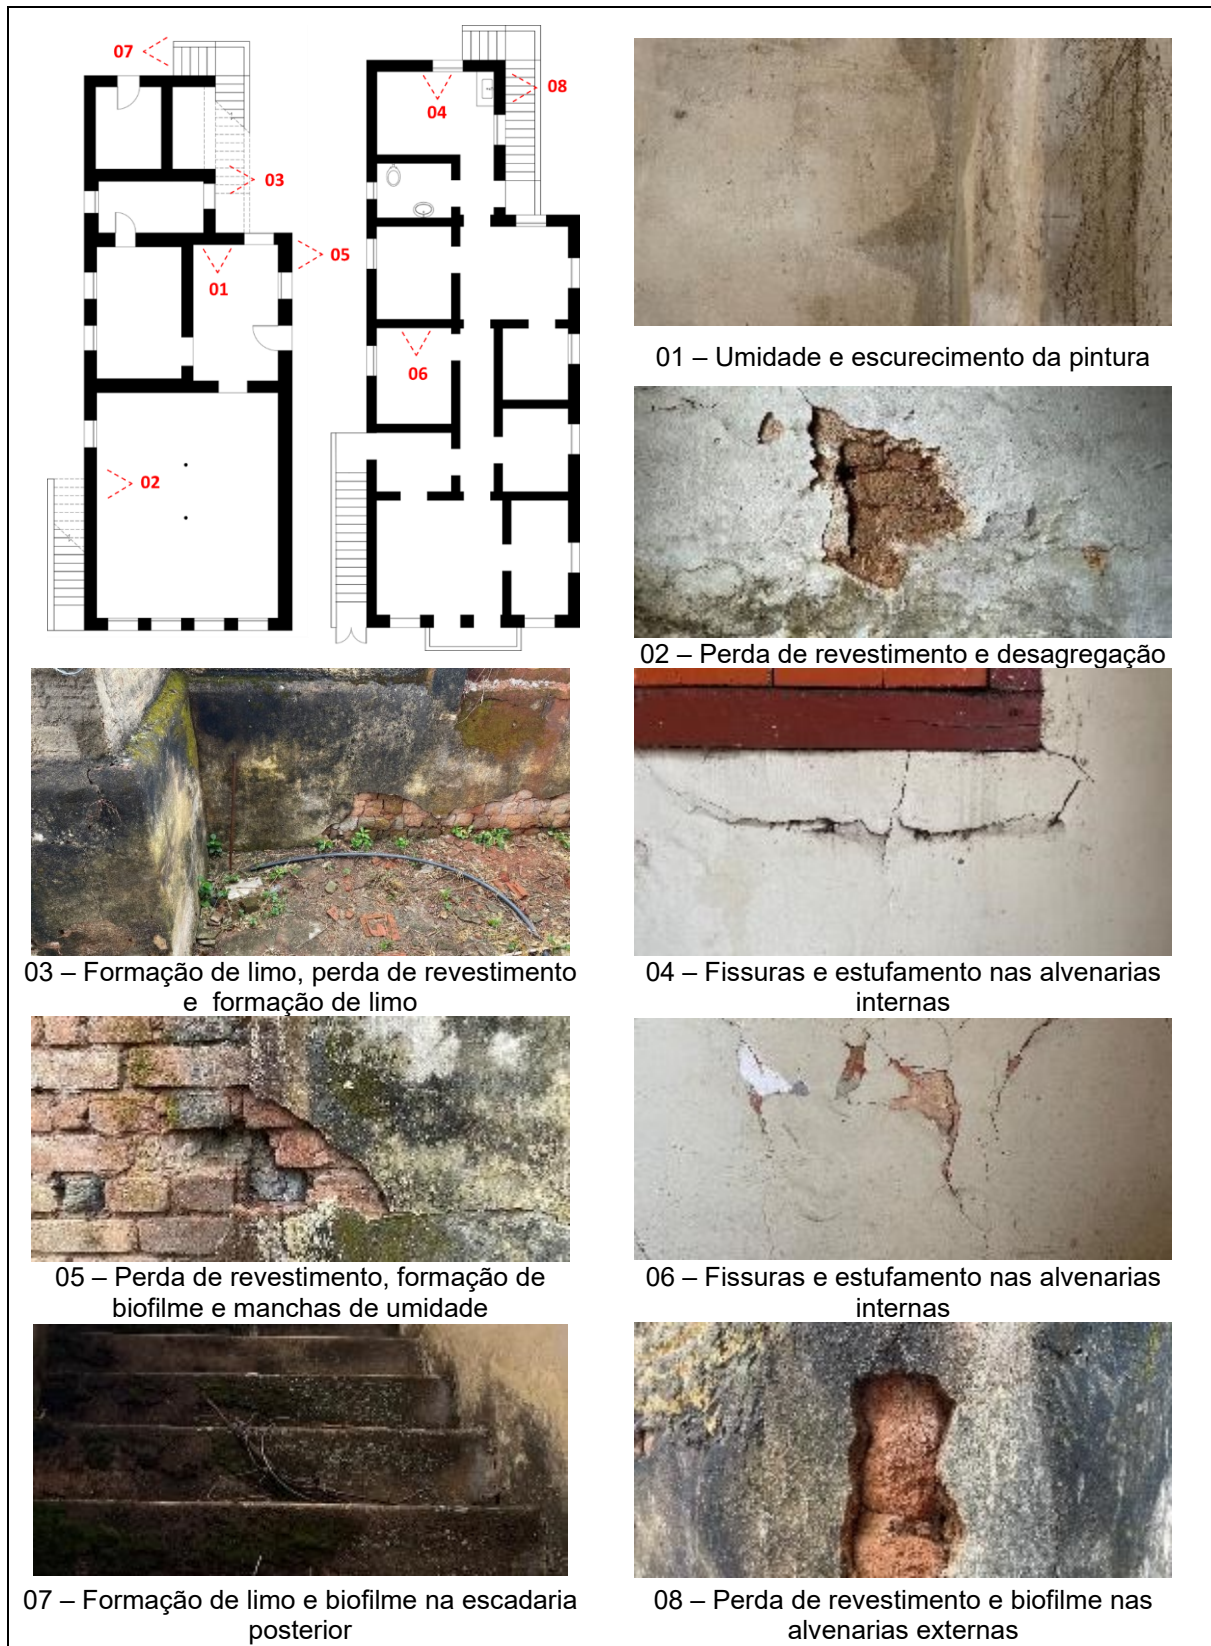 07
08
04
03
05
01
06
02
01 – Umidade e escurecimento da pintura
02 – Perda de revestimento e desagregação
03 – Formação de limo, perda de revestimento
e  formação de limo
04 – Fissuras e estufamento nas alvenarias
internas
05 – Perda de revestimento, formação de
biofilme e manchas de umidade
06 – Fissuras e estufamento nas alvenarias
internas
07 – Formação de limo e biofilme na escadaria
posterior
08 – Perda de revestimento e biofilme nas
alvenarias externas